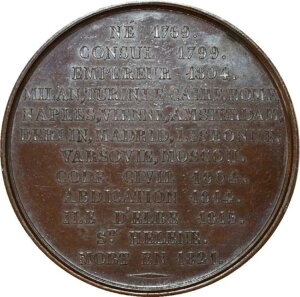 NÉ 1769.
CONSUL 1799.
EMPEREUR 1804.
MILAN, TURIN, LE CAIRE, ROME,
NAPLES, VIENNE, AMSTERDAM,
BERLIN, MADRID, LISBONNE,
VARSOVIE, MOSCOU.
CODE CIVIL 1804.
ABDICATION 1814.
ILE D'ELBE 1815.
ST HELENE.
MORT EN 1821.